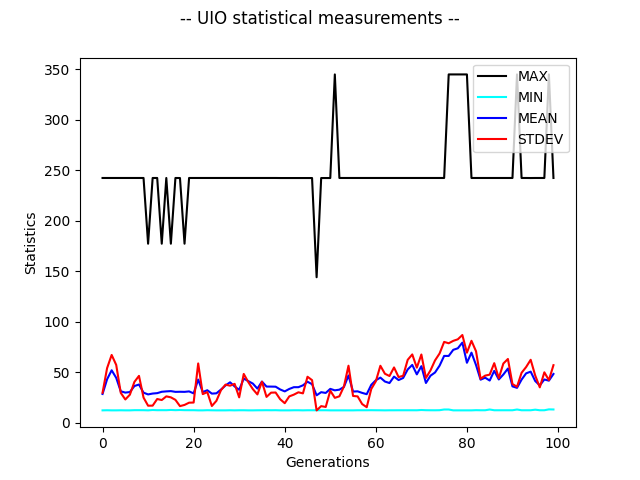 -- UIO statistical measurements --
350
300
250
200
150
100
50
0
Statistics
MAX
MIN
MEAN
STDEV
0 20 40 60 80 100
Generations